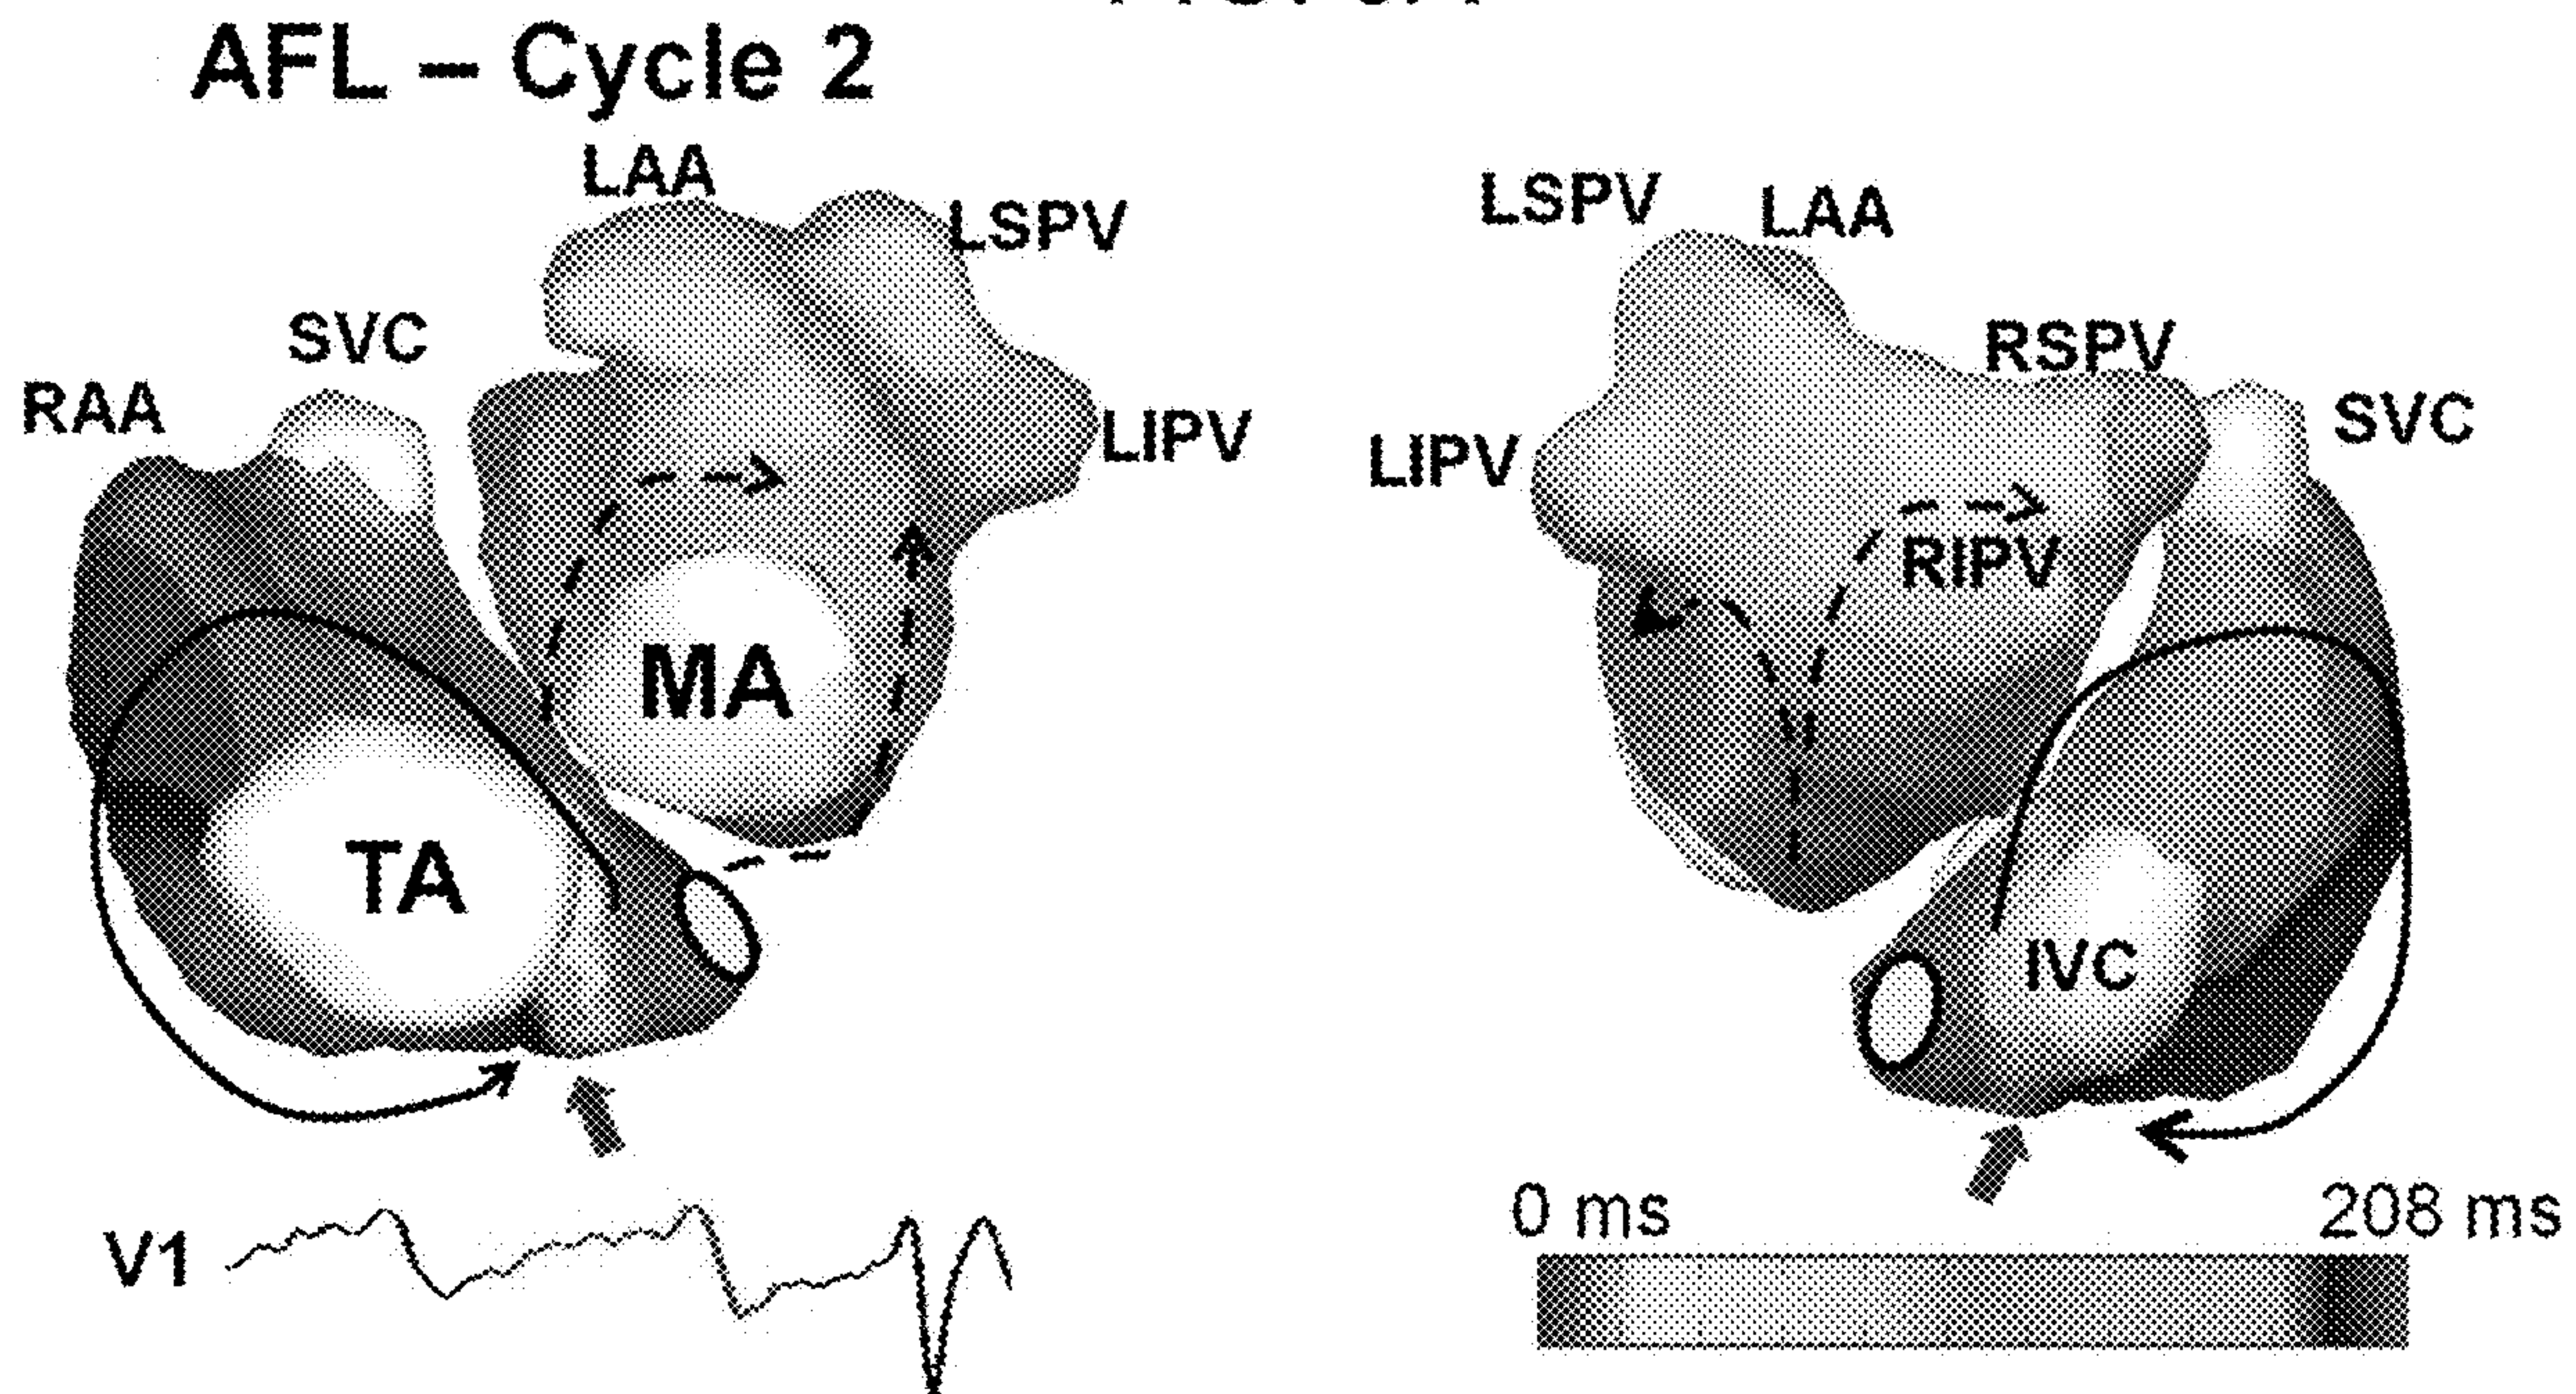 AFL – Cycle 2
LAA
LSPV
SVC
RAA
LIPV
MA
TA
V1
LSPV
LAA
RSPV
SVC
LIPV
RIPV
IVC
0 ms
208 ms